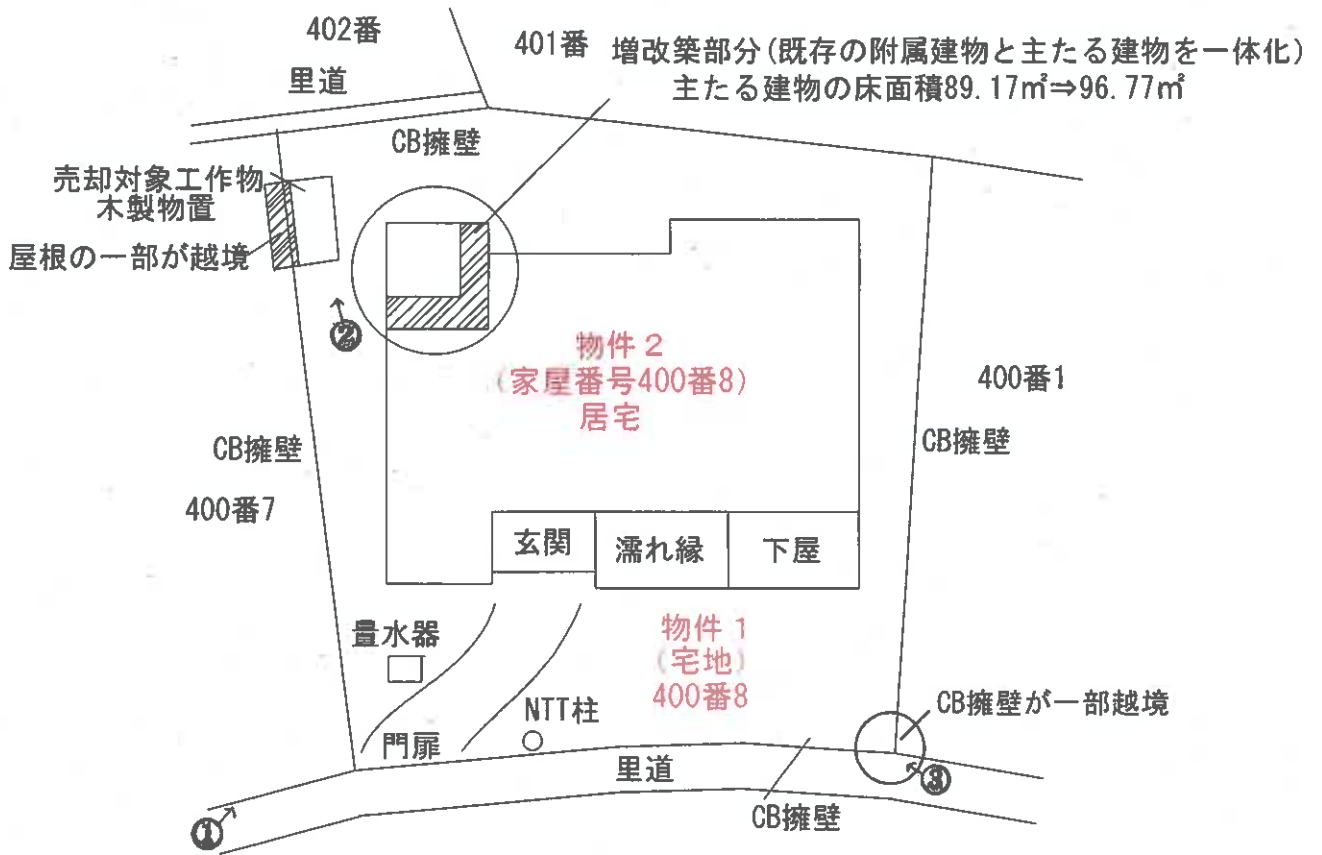 402番
401番
増改築部分(既存の附属建物と主たる建物を一体化)
主たる建物の床面積89.17㎡⇒96.77㎡
里道
CB擁壁
売却対象工作物
木製物置
屋根の一部が越境
②
物件2
(家屋番号400番8)
居宅
400番1
CB擁壁
CB擁壁
400番7
玄関
濡れ縁
下屋
量水器
物件1
(宅地)
400番8
NTT柱
門扉
CB擁壁が一部越境
里道
③
CB擁壁
①